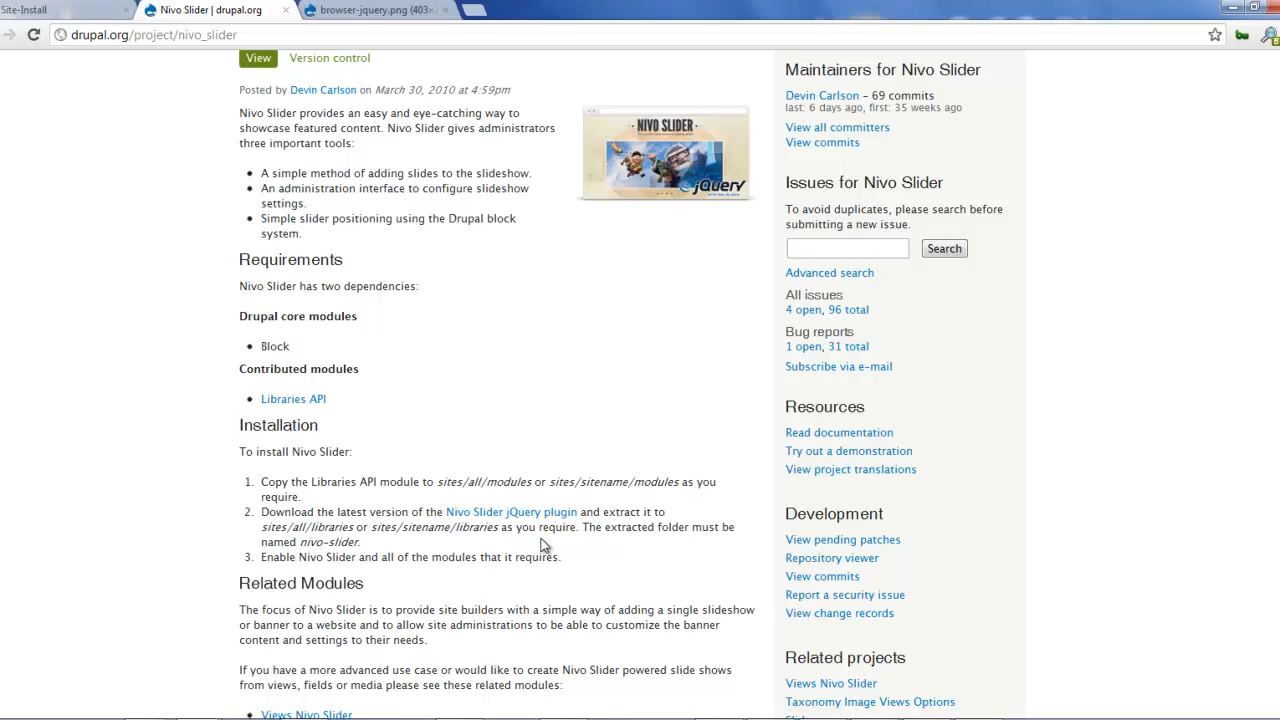 Site-Install
Nivo Slider | drupal.org
browser-jquery.png (403×
drupal.org/project/nivo_slider
View
Version control
Posted by Devin Carlson on March 30, 2010 at 4:59pm
Nivo Slider provides an easy and eye-catching way to
showcase featured content. Nivo Slider gives administrators
three important tools:
A simple method of adding slides to the slideshow.
An administration interface to configure slideshow
settings.
Simple slider positioning using the Drupal block
system.
NIVO SLIDER
jQuery
Requirements
Nivo Slider has two dependencies:
Drupal core modules
Block
Contributed modules
Libraries API
Installation
To install Nivo Slider:
1. Copy the Libraries API module to sites/all/modules or sites/sitename/modules as you
require.
2. Download the latest version of the Nivo Slider jQuery plugin and extract it to
sites/all/libraries or sites/sitename/libraries as you require. The extracted folder must be
named nivo-slider.
3. Enable Nivo Slider and all of the modules that it requires.
Related Modules
The focus of Nivo Slider is to provide site builders with a simple way of adding a single slideshow
or banner to a website and to allow site administrations to be able to customize the banner
content and settings to their needs.
If you have a more advanced use case or would like to create Nivo Slider powered slide shows
from views, fields or media please see these related modules:
Views Nivo Slider
Maintainers for Nivo Slider
Devin Carlson – 69 commits
last: 6 days ago, first: 35 weeks ago
View all committers
View commits
Issues for Nivo Slider
To avoid duplicates, please search before
submitting a new issue.
Search
Advanced search
All issues
4 open, 96 total
Bug reports
1 open, 31 total
Subscribe via e-mail
Resources
Read documentation
Try out a demonstration
View project translations
Development
View pending patches
Repository viewer
View commits
Report a security issue
View change records
Related projects
Views Nivo Slider
Taxonomy Image Views Options